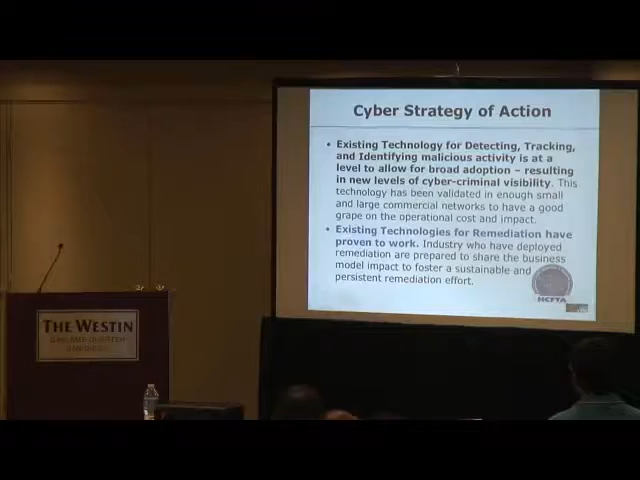 Cyber Strategy of Action
• Existing Technology for Detecting, Tracking,
and Identifying malicious activity is at a
level to allow for broad adoption – resulting
in new levels of cyber-criminal visibility. This
technology has been validated in enough small
and large commercial networks to have a good
grape on the operational cost and impact.
• Existing Technologies for Remediation have
proven to work. Industry who have deployed
remediation are prepared to share the business
model impact to foster a sustainable and
persistent remediation effort.
NCFTA
THE WESTIN
GASLAMP QUARTER
SAN DIEGO